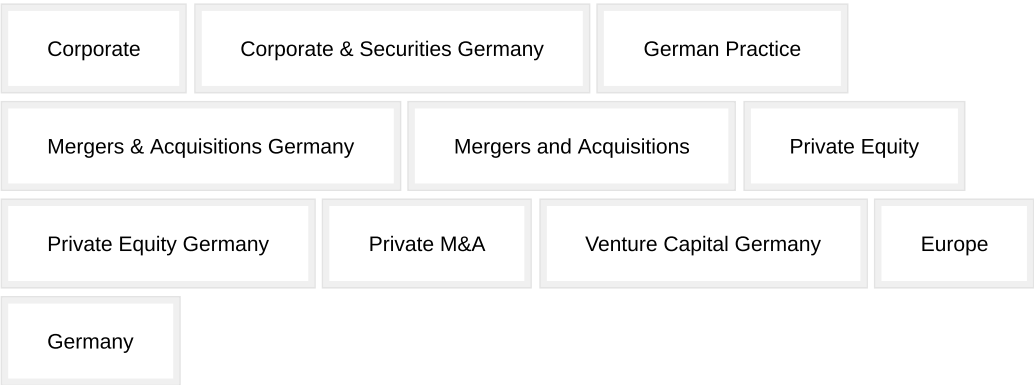 Corporate
Corporate & Securities Germany
German Practice
Mergers & Acquisitions Germany
Mergers and Acquisitions
Private Equity
Private Equity Germany
Private M&A
Venture Capital Germany
Europe
Germany